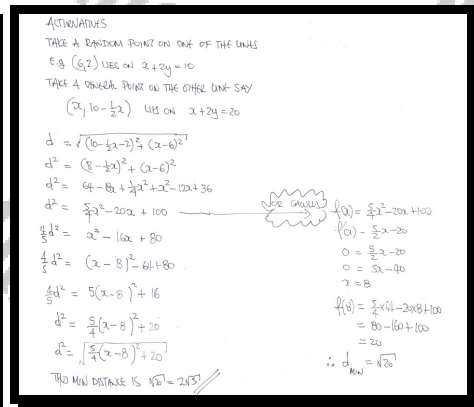 ALTERNATIVES
TAKE A RANDOM POINT ON ONE OF THE LINES
E.g (6,2) LIES ON x+2y=10
TAKE A GENERAL POINT ON THE OTHER LINE SAY
(x, 10-½x) LIES ON x+2y=20
d = √((10-½x-2)²+(x-6)²)
d² = (8-½x)²+(x-6)²
d² = 64-8x+¼x²+x²-12x+36
d² = 5/4x²-20x+100
4/5d² = x²-16x+80
4/5d² = (x-8)²-64+80
4/5d² = 5(x-8)²+16
d² = 5/4(x-8)²+20
d² = √(5/4(x-8)²+20)
THUS MIN DISTANCE IS √20 = 2√5
OR CALCULUS
f(x) = 5/4x²-20x+100
f'(x) = 5/2x-20
0 = 5/2x-20
0 = 5x-40
x = 8
f(8) = 5/4×64-20×8+100
= 80-160+100
= 20
∴ d MIN = √20